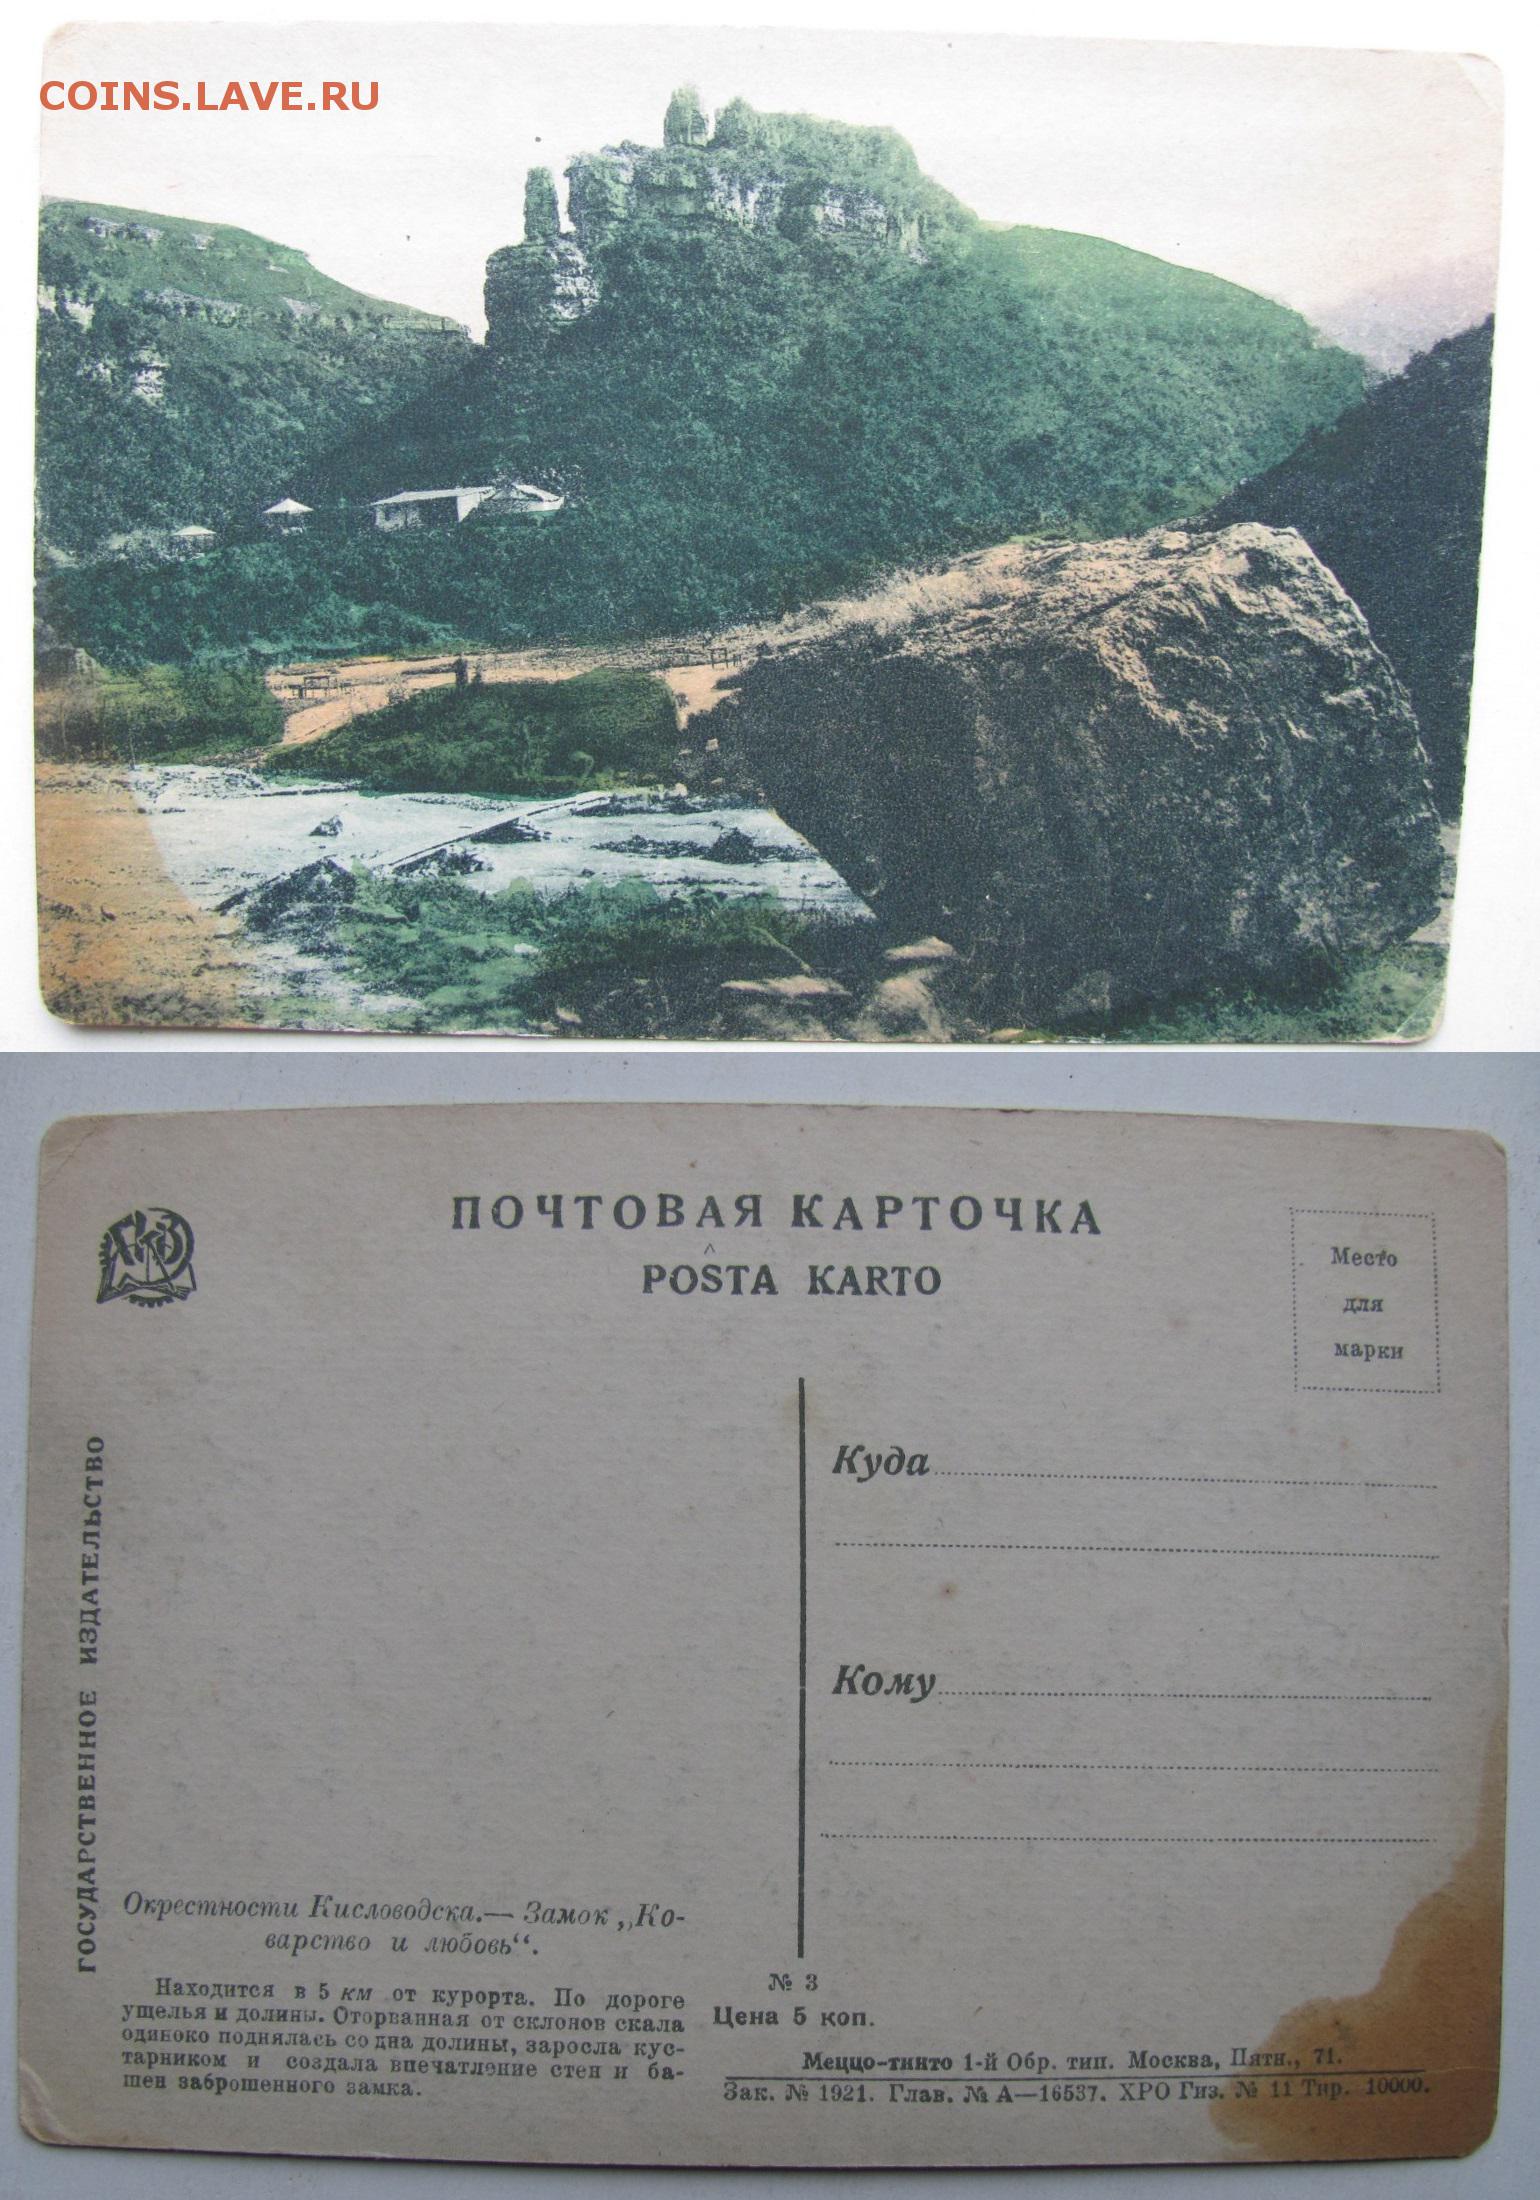 COINS.LAVE.RU
ПОЧТОВАЯ КАРТОЧКА
POŜTA KARTO
Место
для
марки
ГОСУДАРСТВЕННОЕ ИЗДАТЕЛЬСТВО
Куда
Кому
Окрестности Кисловодска.— Замок „Ко-
варство и любовь“.
Находится в 5 км от курорта. По дороге
ущелья и долины. Оторванная от склонов скала
одиноко поднялась со дна долины, заросла кус-
тарником и создала впечатление стен и ба-
шен заброшенного замка.
№ 3
Цена 5 коп.
Меццо-тинто 1-й Обр. тип. Москва, Пятн., 71.
Зак. № 1921. Глав. № А—16537. ХРО Гиз. № 11 Тир. 10000.